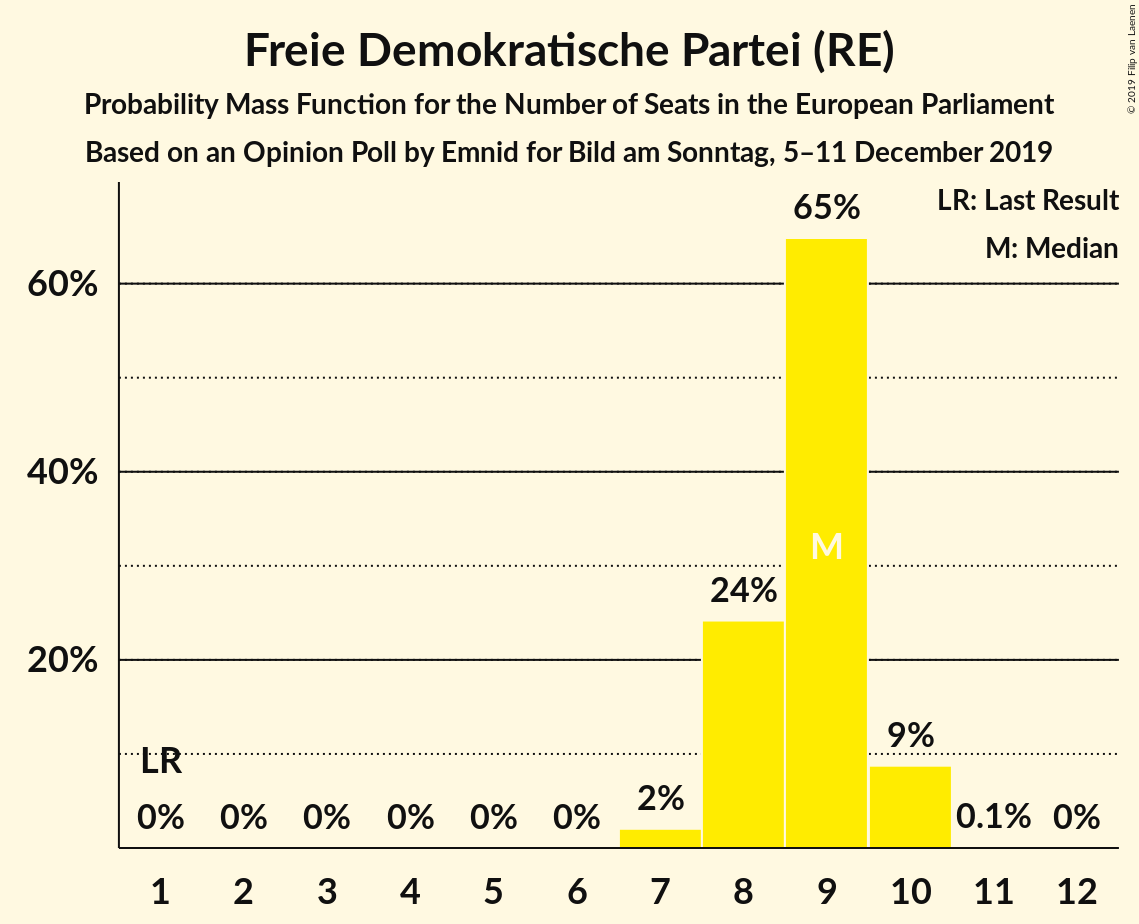 Freie Demokratische Partei (RE)
Probability Mass Function for the Number of Seats in the European Parliament
Based on an Opinion Poll by Emnid for Bild am Sonntag, 5–11 December 2019
© 2019 Filip van Laenen
LR: Last Result
M: Median
65%
60%
40%
M
24%
20%
9%
LR
2%
0% 0% 0% 0% 0% 0% 0.1% 0%
1 2 3 4 5 6 7 8 9 10 11 12